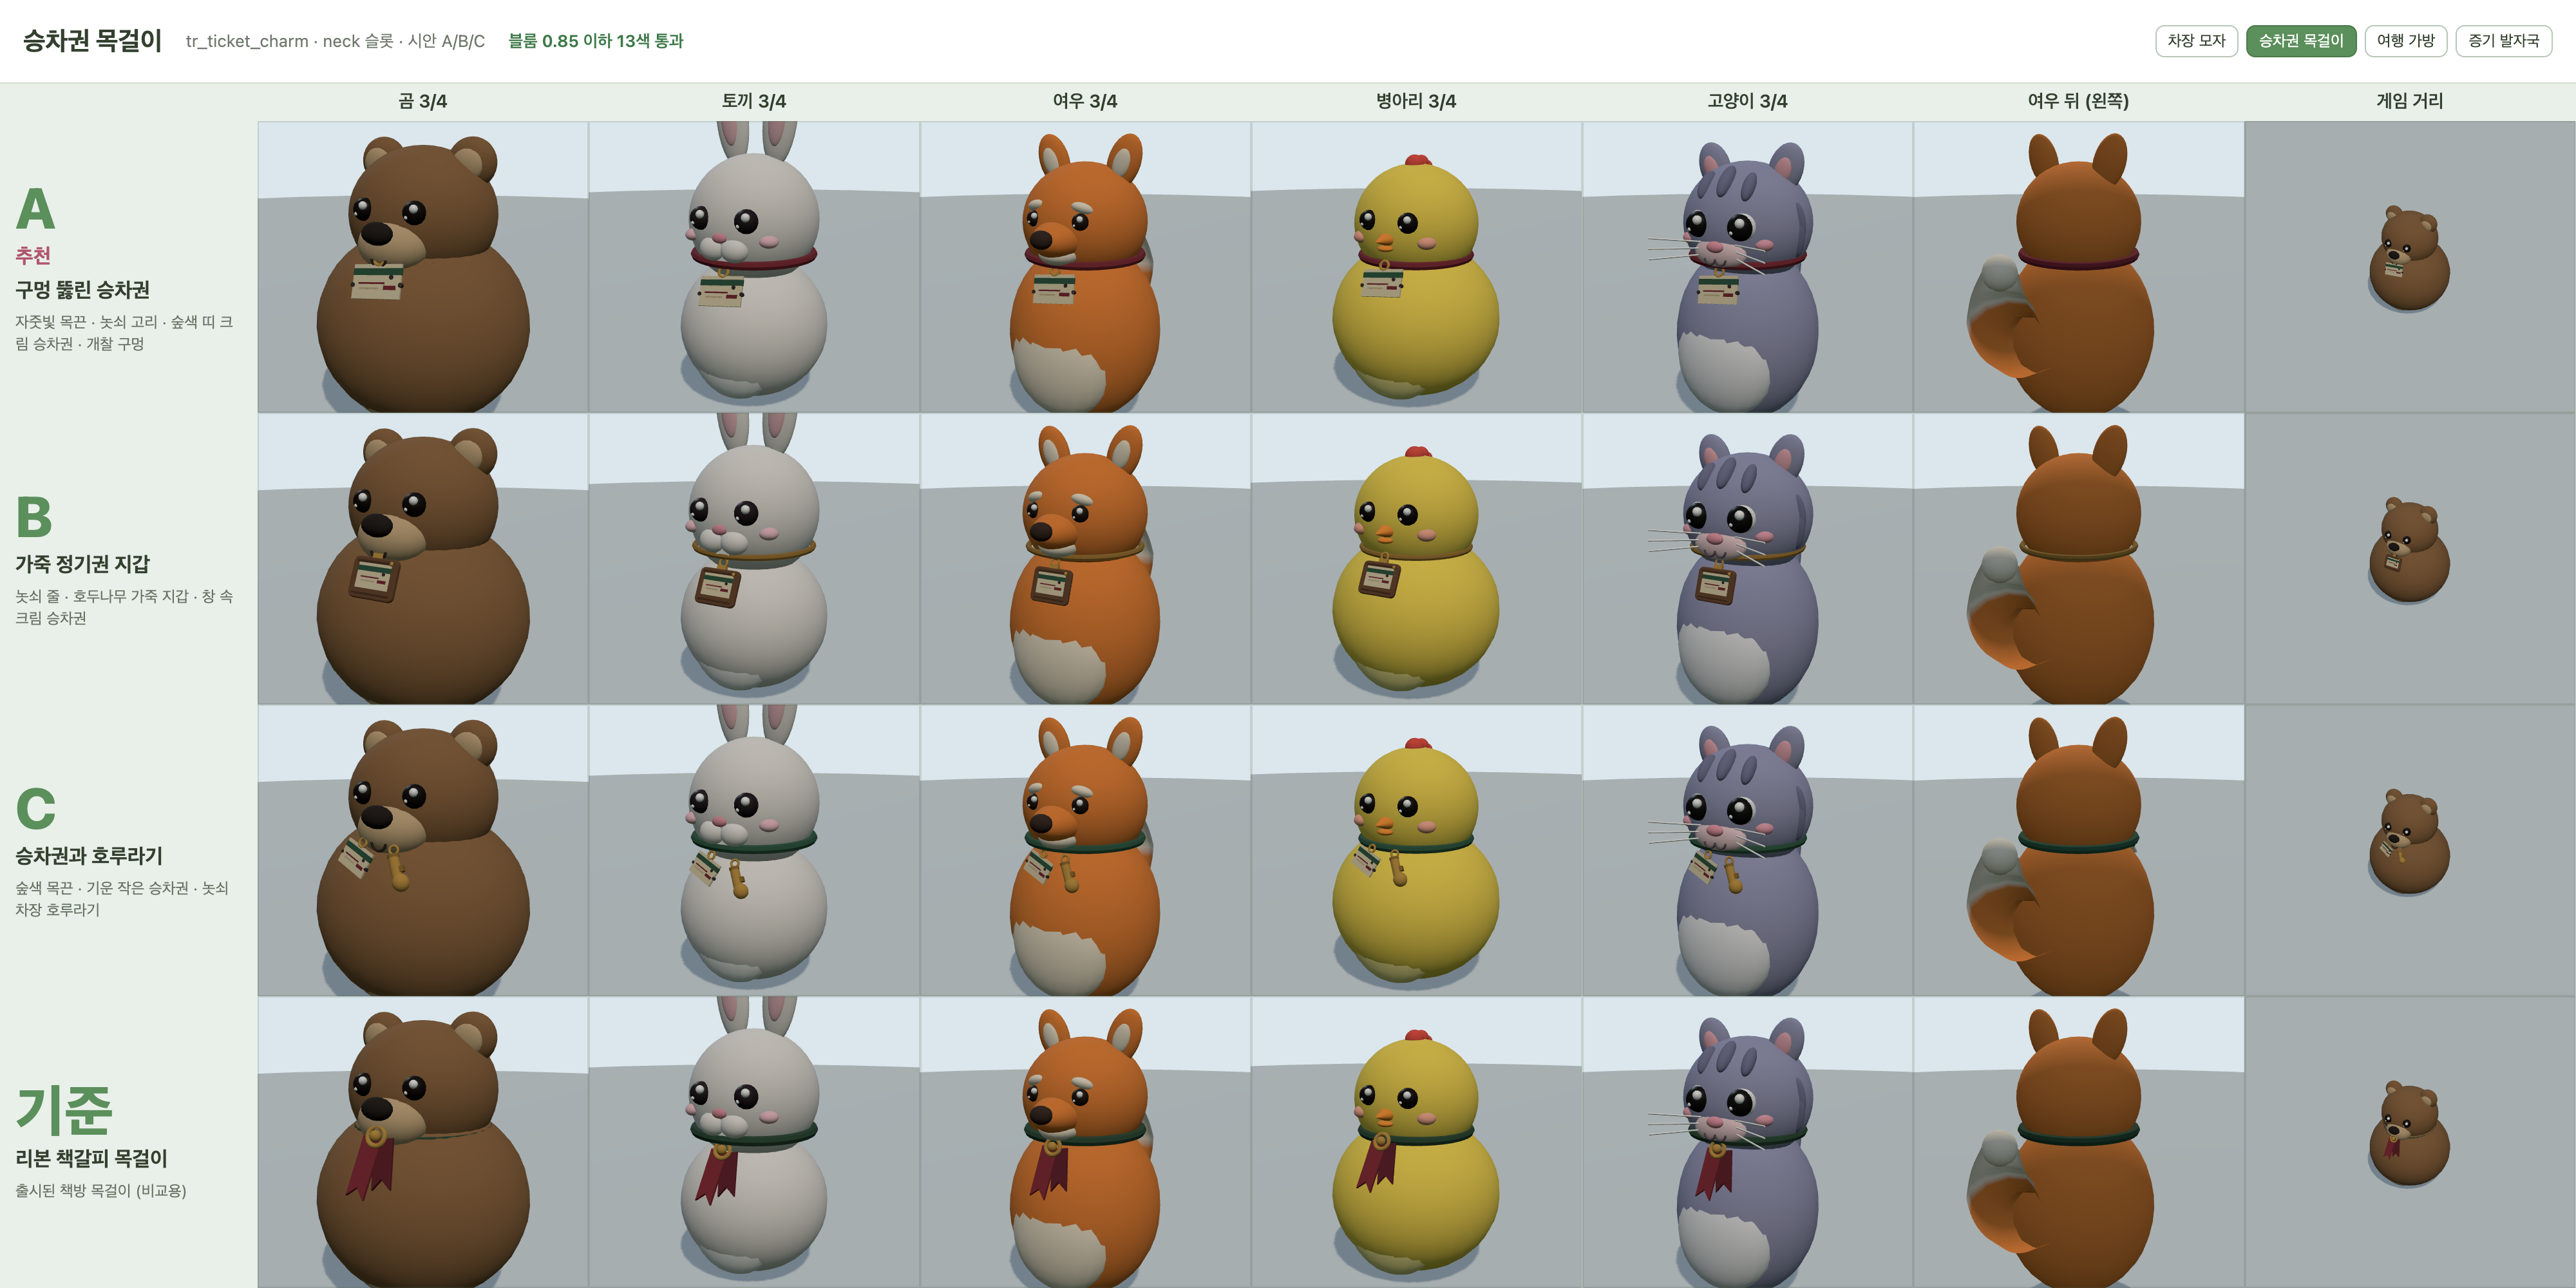 승차권 목걸이 tr_ticket_charm · neck 슬롯 · 시안 A/B/C 블룸 0.85 이하 13색 통과 차장 모자 승차권 목걸이 여행 가방 증기 발자국
곰 3/4 토끼 3/4 여우 3/4 병아리 3/4 고양이 3/4 여우 뒤 (왼쪽) 게임 거리
A
추천
구멍 뚫린 승차권
자줏빛 목끈 · 놋쇠 고리 · 숲색 띠 크
림 승차권 · 개찰 구멍
B
가죽 정기권 지갑
놋쇠 줄 · 호두나무 가죽 지갑 · 창 속
크림 승차권
C
승차권과 호루라기
숲색 목끈 · 기운 작은 승차권 · 놋쇠
차장 호루라기
기준
리본 책갈피 목걸이
출시된 책방 목걸이 (비교용)